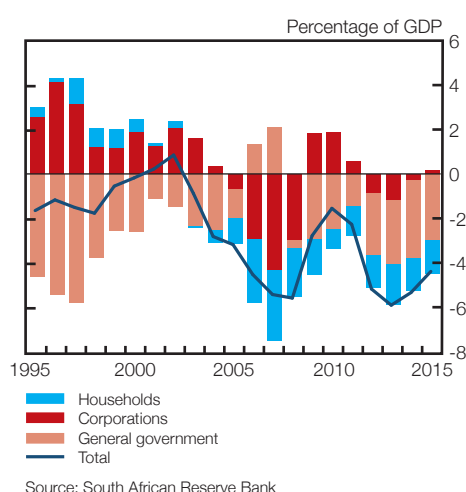 Percentage of GDP
6
4
2
0
-2
-4
-6
-8
1995 2000 2005 2010 2015
Households
Corporations
General government
Total
Source: South African Reserve Bank